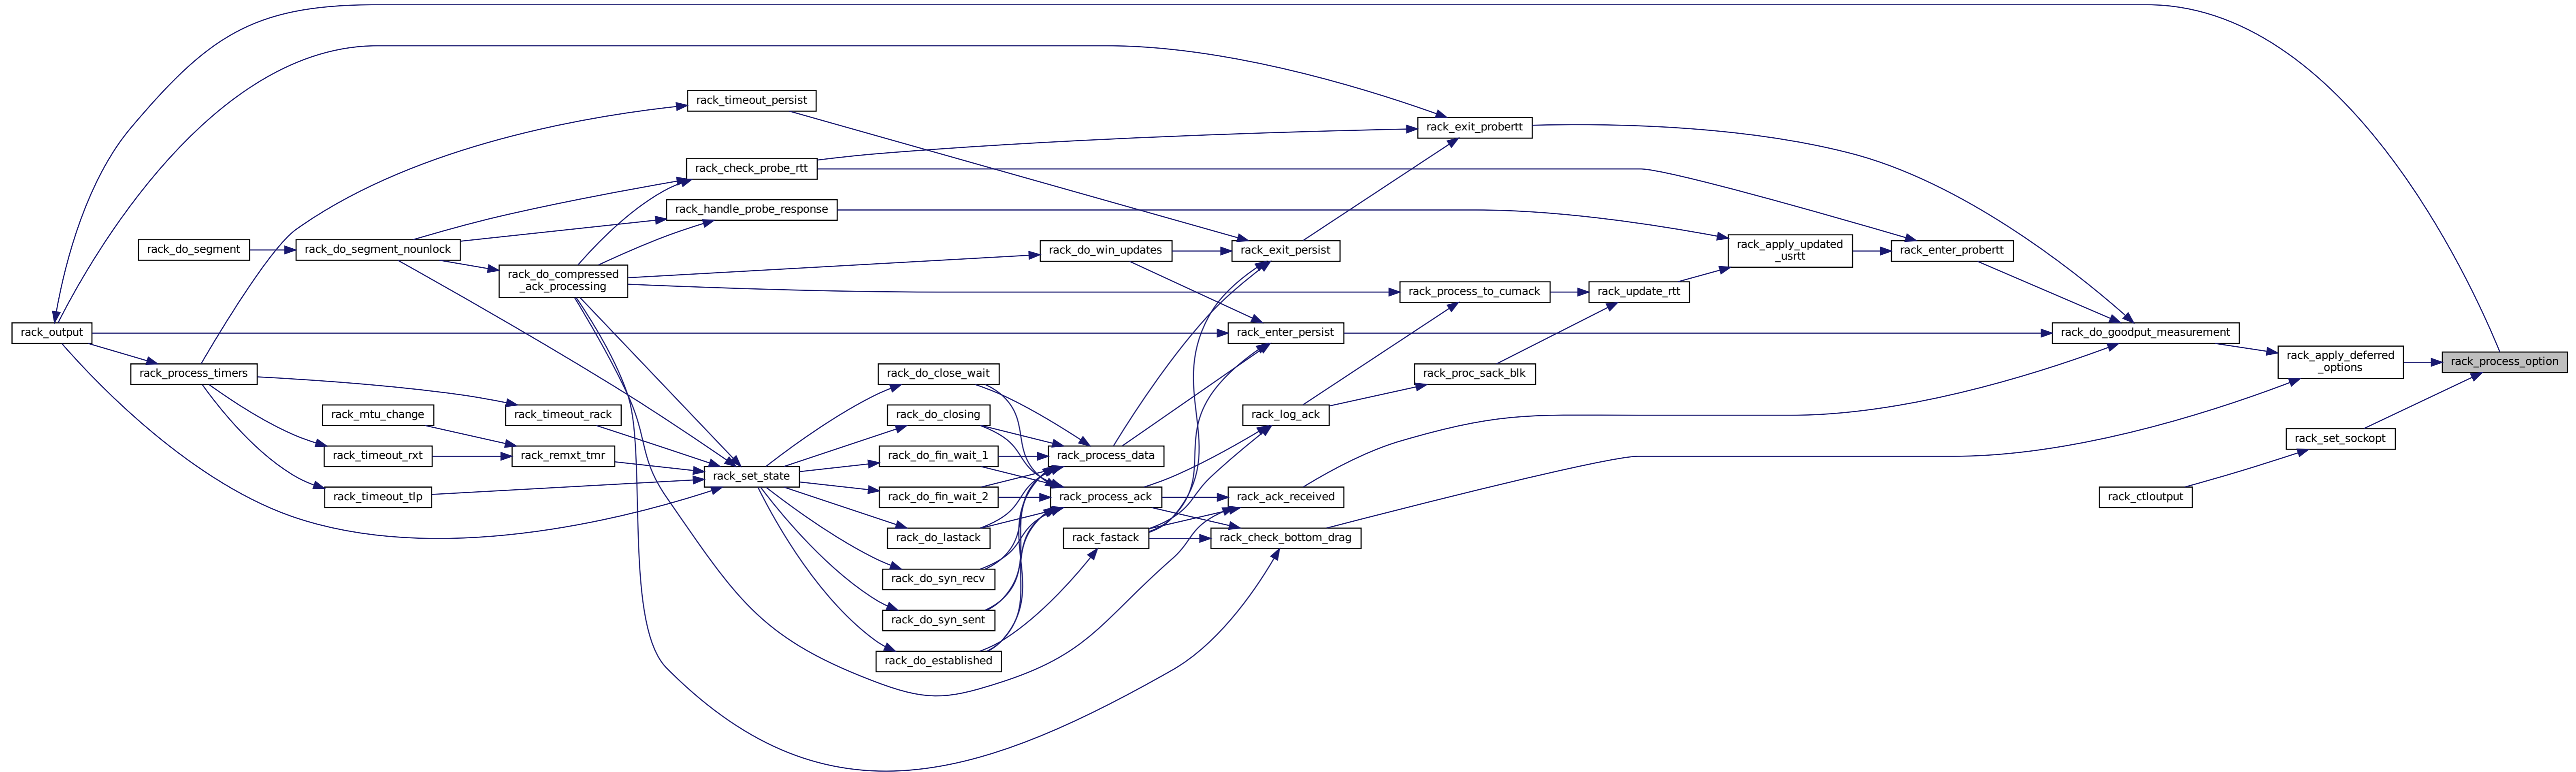 rack_timeout_persist
rack_exit_probertt
rack_check_probe_rtt
rack_handle_probe_response
rack_do_segment
rack_do_segment_nounlock
rack_do_win_updates
rack_exit_persist
rack_apply_updated
_usrtt
rack_enter_probertt
rack_do_compressed
_ack_processing
rack_process_to_cumack
rack_update_rtt
rack_output
rack_enter_persist
rack_do_goodput_measurement
rack_apply_deferred
_options
rack_process_option
rack_process_timers
rack_do_close_wait
rack_proc_sack_blk
rack_mtu_change
rack_timeout_rack
rack_do_closing
rack_log_ack
rack_set_sockopt
rack_timeout_rxt
rack_remxt_tmr
rack_do_fin_wait_1
rack_process_data
rack_set_state
rack_timeout_tlp
rack_do_fin_wait_2
rack_process_ack
rack_ack_received
rack_ctloutput
rack_do_lastack
rack_fastack
rack_check_bottom_drag
rack_do_syn_recv
rack_do_syn_sent
rack_do_established